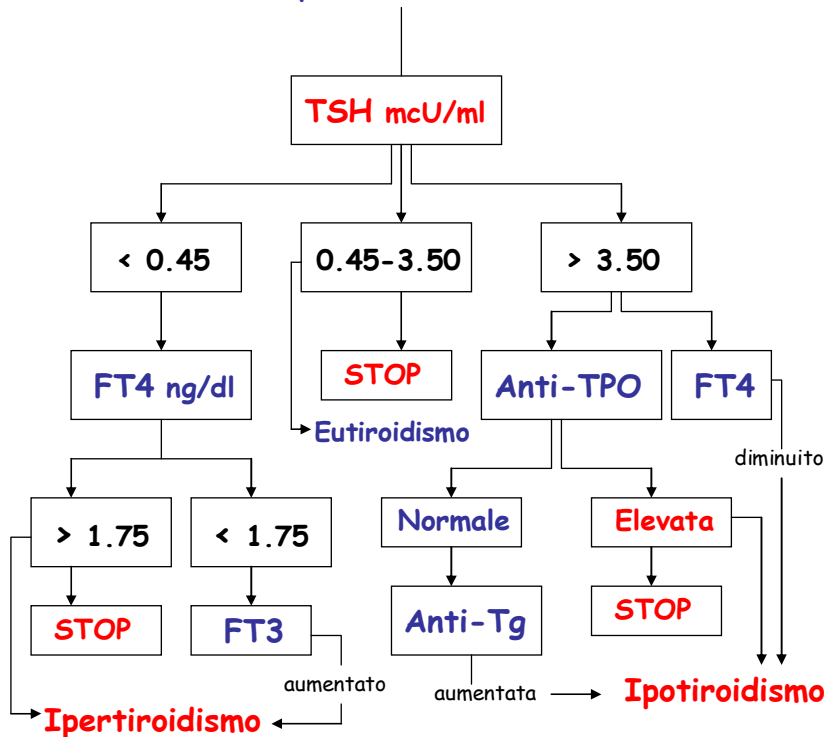 TSH mcU/ml
< 0.45
0.45-3.50
> 3.50
FT4 ng/dl
STOP
Anti-TPO
FT4
Eutiroidismo
diminuito
> 1.75
< 1.75
Normale
Elevata
STOP
FT3
Anti-Tg
STOP
aumentato
aumentata
Ipertiroidismo
Ipotiroidismo